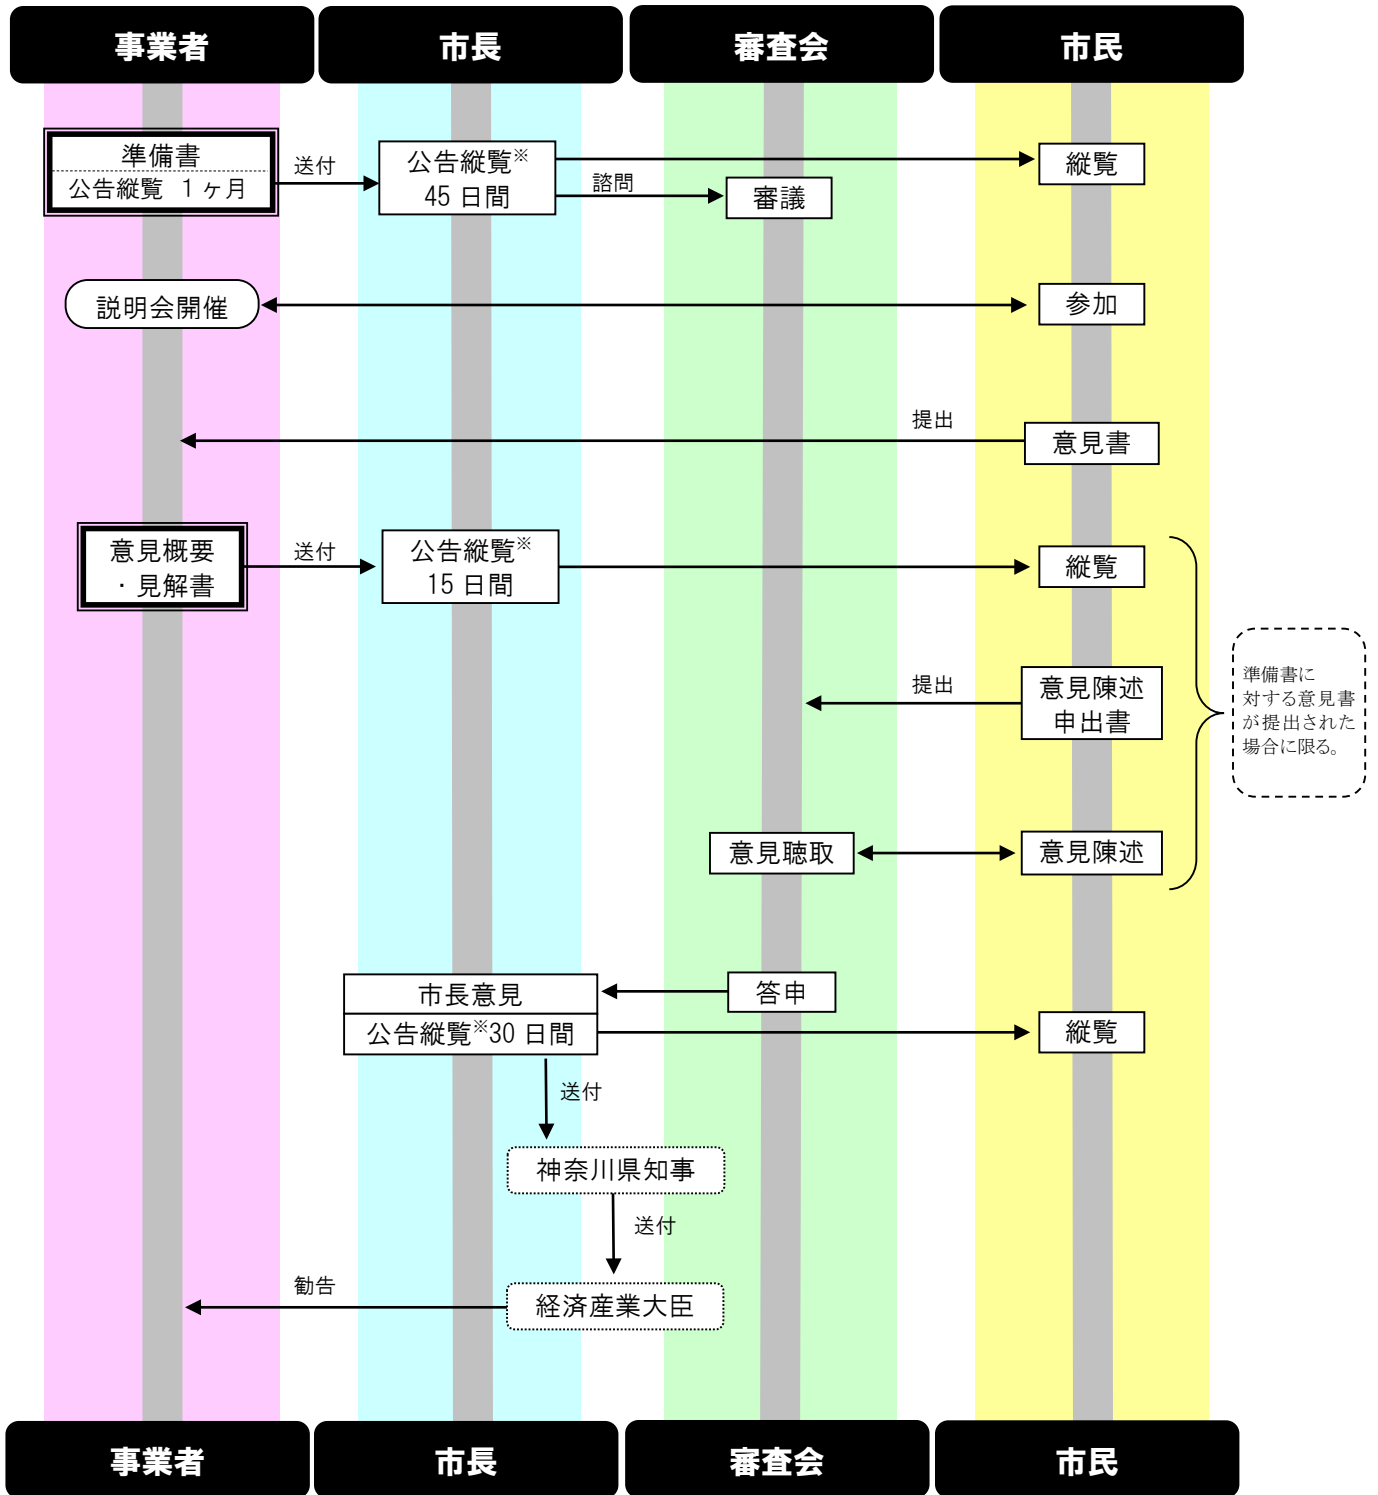 事業者
市長
審査会
市民
準備書
公告縦覧 1ヶ月
送付
公告縦覧※
45日間
諮問
審議
縦覧
説明会開催
参加
提出
意見書
意見概要
・見解書
送付
公告縦覧※
15日間
縦覧
提出
意見陳述
申出書
準備書に
対する意見書
が提出された
場合に限る。
意見聴取
意見陳述
市長意見
答申
公告縦覧※30日間
縦覧
送付
神奈川県知事
送付
勧告
経済産業大臣
事業者
市長
審査会
市民